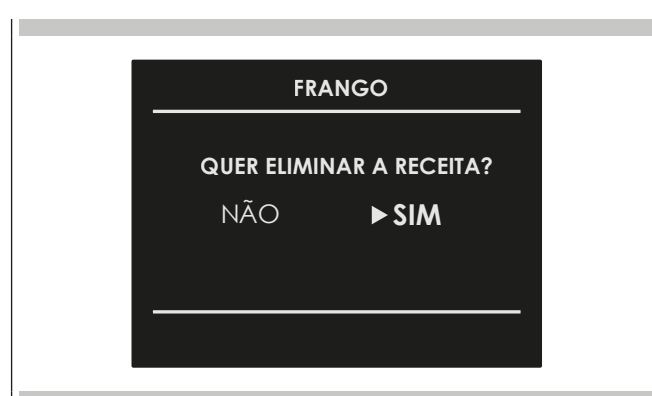 FRANGO
QUER ELIMINAR A RECEITA?
NÃO ▶SIM